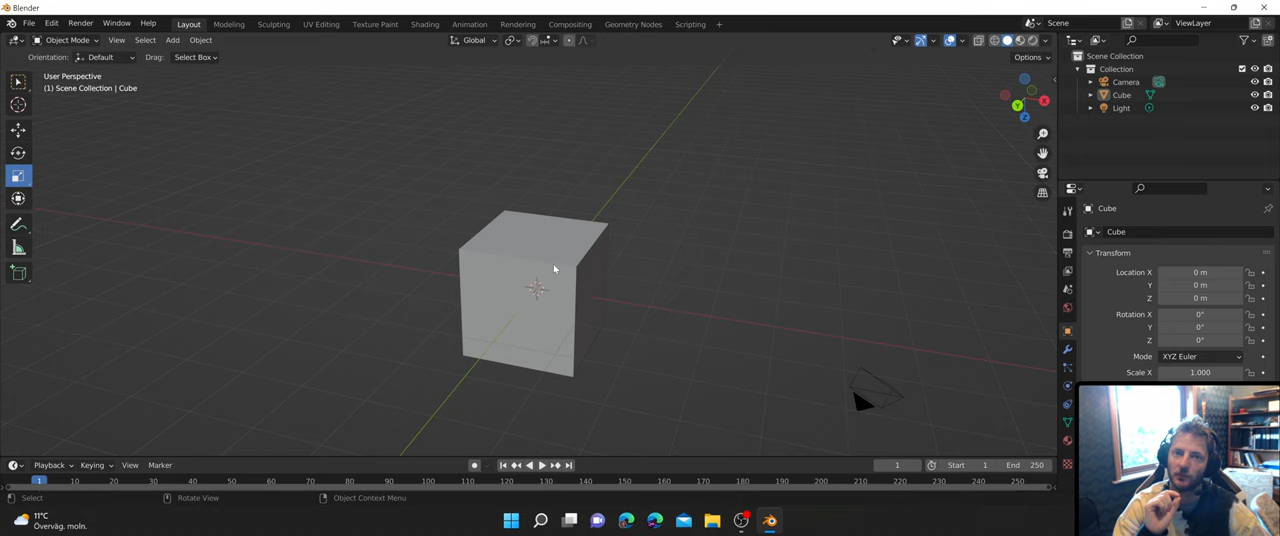 Blender
File Edit Render Window Help Layout Modeling Sculpting UV Editing Texture Paint Shading Animation Rendering Compositing Geometry Nodes Scripting + Scene ViewLayer
Object Mode View Select Add Object Global
Orientation: Default Drag: Select Box Options
User Perspective
(1) Scene Collection | Cube
X
Y
Z
Scene Collection
Collection
Camera
Cube
Light
Cube
Cube
Transform
Location X 0 m
Y 0 m
Z 0 m
Rotation X 0°
Y 0°
Z 0°
Mode XYZ Euler
Scale X 1.000
Playback Keying View Marker 1 Start 1 End 250
1 10 20 30 40 50 60 70 80 90 100 110 120 130 140 150 160 170 180 190 200 210 220 230 240 250
Select Rotate View Object Context Menu
11°C
Överväg. moln.